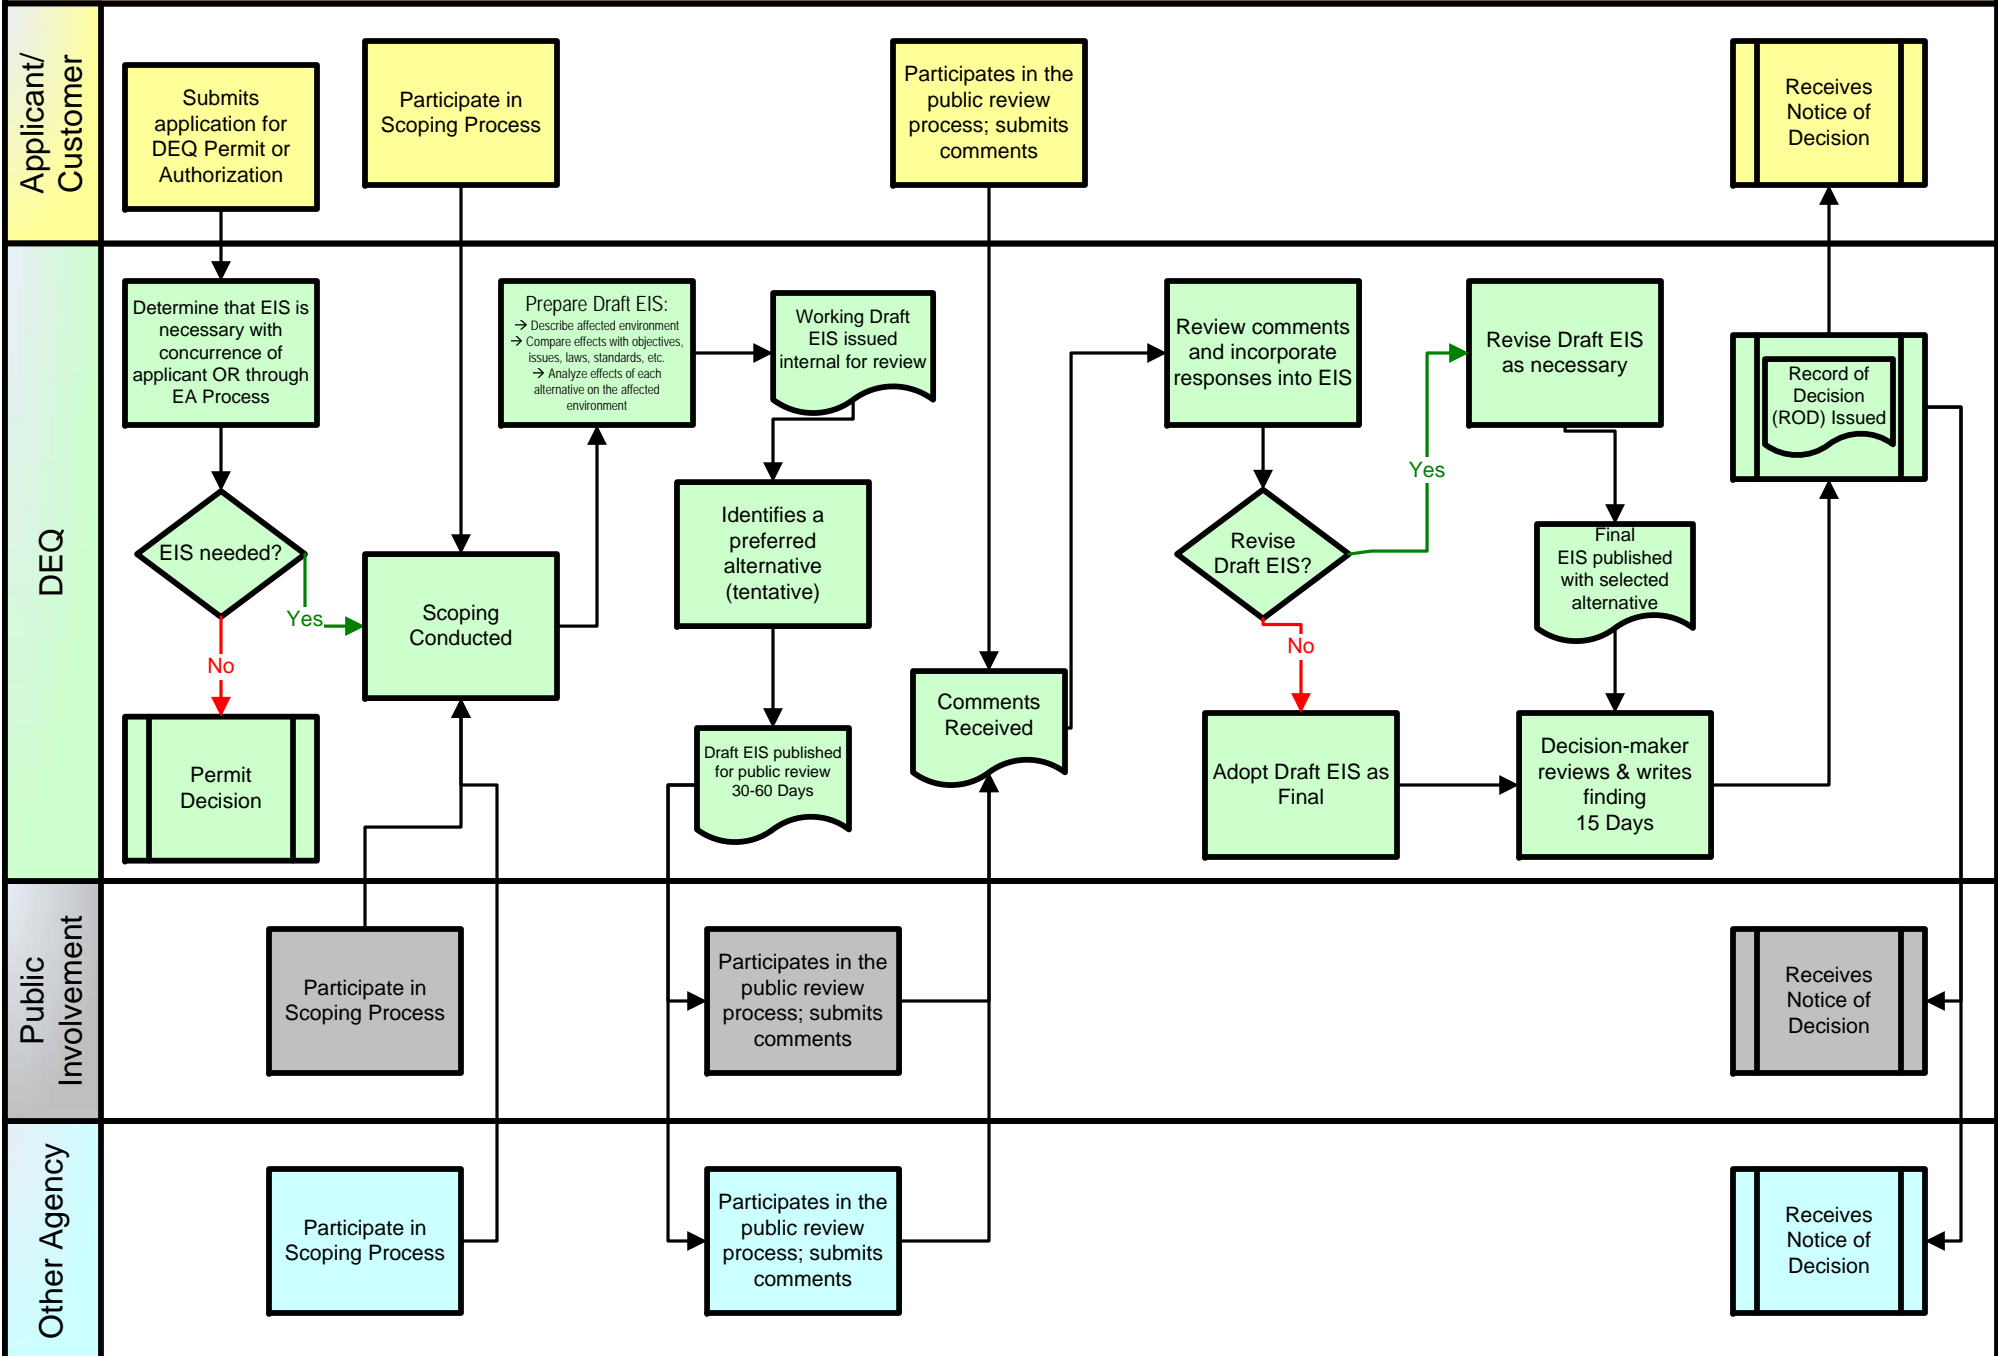 Applicant/
Customer
Submits
application for
DEQ Permit or
Authorization
Participate in
Scoping Process
Participates in the
public review
process; submits
comments
Receives
Notice of
Decision
DEQ
Determine that EIS is
necessary with
concurrence of
applicant OR through
EA Process
EIS needed?
Yes
No
Permit
Decision
Scoping
Conducted
Prepare Draft EIS:
→ Describe affected environment
→ Compare effects with objectives,
issues, laws, standards, etc.
→ Analyze effects of each
alternative on the affected
environment
Working Draft
EIS issued
internal for review
Identifies a
preferred
alternative
(tentative)
Draft EIS published
for public review
30-60 Days
Comments
Received
Review comments
and incorporate
responses into EIS
Revise
Draft EIS?
Yes
No
Revise Draft EIS
as necessary
Final
EIS published
with selected
alternative
Adopt Draft EIS as
Final
Decision-maker
reviews & writes
finding
15 Days
Record of
Decision
(ROD) Issued
Public
Involvement
Participate in
Scoping Process
Participates in the
public review
process; submits
comments
Receives
Notice of
Decision
Other Agency
Participate in
Scoping Process
Participates in the
public review
process; submits
comments
Receives
Notice of
Decision